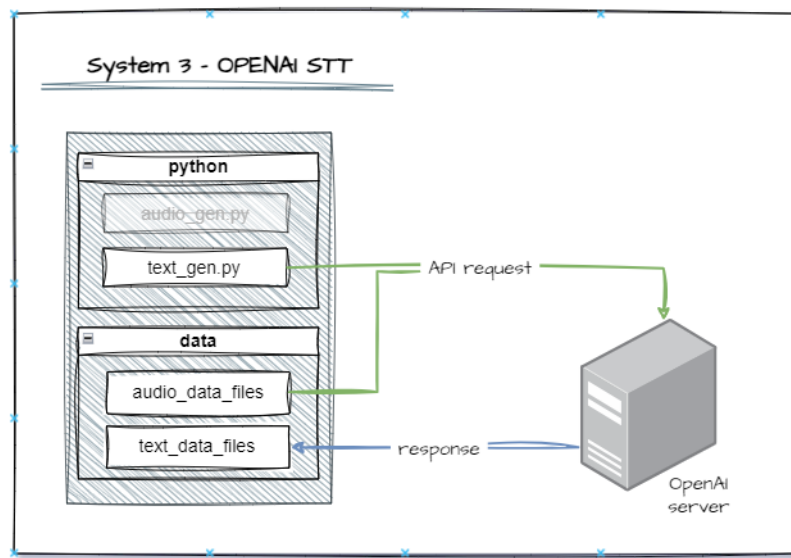 System 3 - OPENAI STT
python
audio_gen.py
text_gen.py
API request
data
audio_data_files
text_data_files
response
OpenAI
server